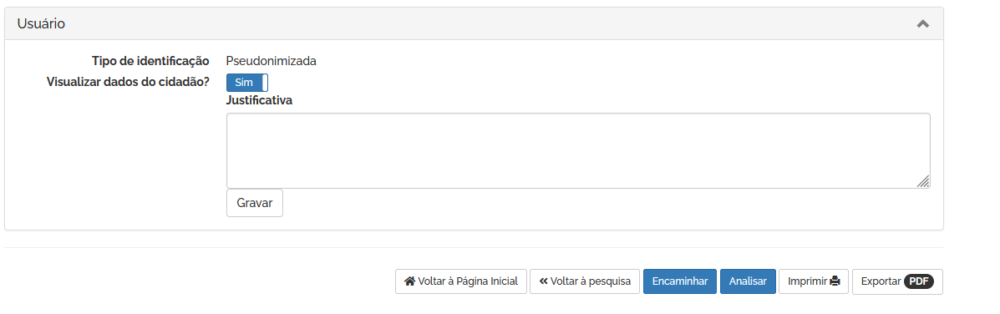 Usuário
Tipo de identificação Pseudonimizada
Visualizar dados do cidadão? Sim
Justificativa
Gravar
Voltar à Página Inicial Voltar à pesquisa Encaminhar Analisar Imprimir Exportar PDF